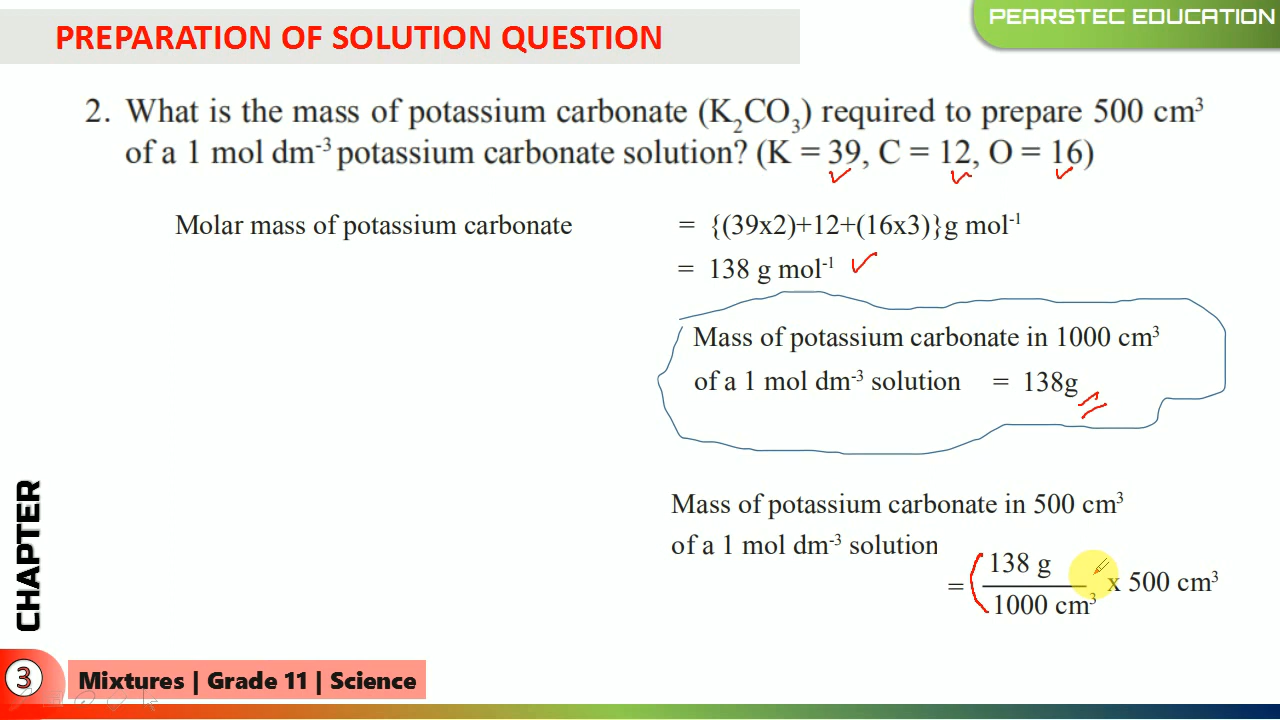 PEARSTEC EDUCATION
PREPARATION OF SOLUTION QUESTION
2. What is the mass of potassium carbonate (K₂CO₃) required to prepare 500 cm³
of a 1 mol dm⁻³ potassium carbonate solution? (K = 39, C = 12, O = 16)
Molar mass of potassium carbonate = {(39x2)+12+(16x3)}g mol⁻¹
= 138 g mol⁻¹
Mass of potassium carbonate in 1000 cm³
of a 1 mol dm⁻³ solution = 138g
Mass of potassium carbonate in 500 cm³
of a 1 mol dm⁻³ solution
138 g
= x 500 cm³
1000 cm³
CHAPTER
3
Mixtures | Grade 11 | Science